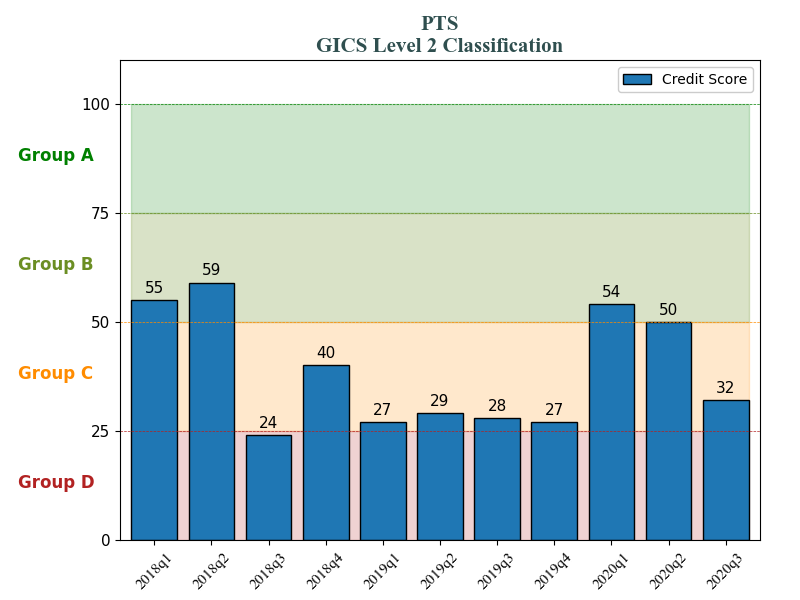 PTS
GICS Level 2 Classification
Credit Score
100
Group A
75
Group B
59
55
54
50
50
Group C
40
32
29
28
27
27
25
24
Group D
0
2018q1 2018q2 2018q3 2018q4 2019q1 2019q2 2019q3 2019q4 2020q1 2020q2 2020q3